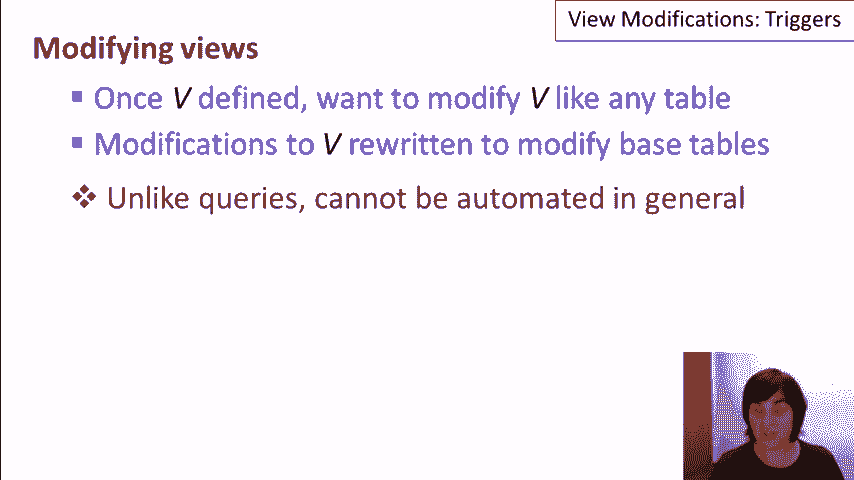 View Modifications: Triggers
Modifying views
▪ Once V defined, want to modify V like any table
▪ Modifications to V rewritten to modify base tables
❖ Unlike queries, cannot be automated in general